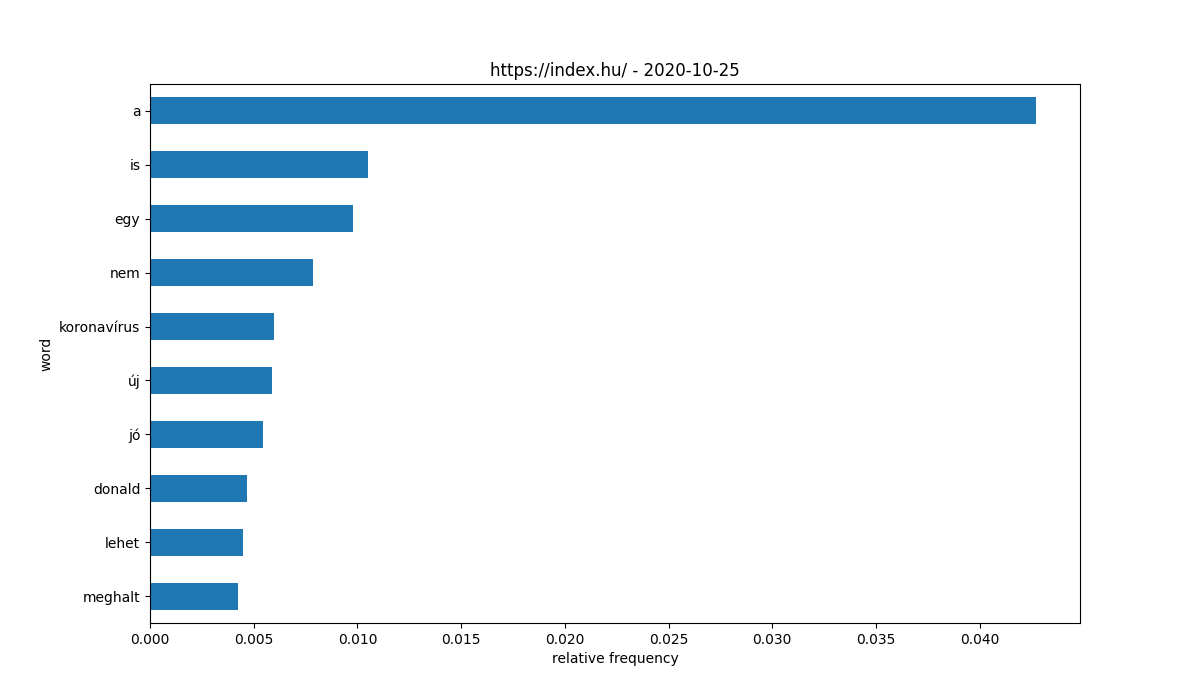 https://index.hu/ - 2020-10-25
a
is
egy
nem
koronavírus
új
jó
donald
lehet
meghalt
word
0.000 0.005 0.010 0.015 0.020 0.025 0.030 0.035 0.040
relative frequency